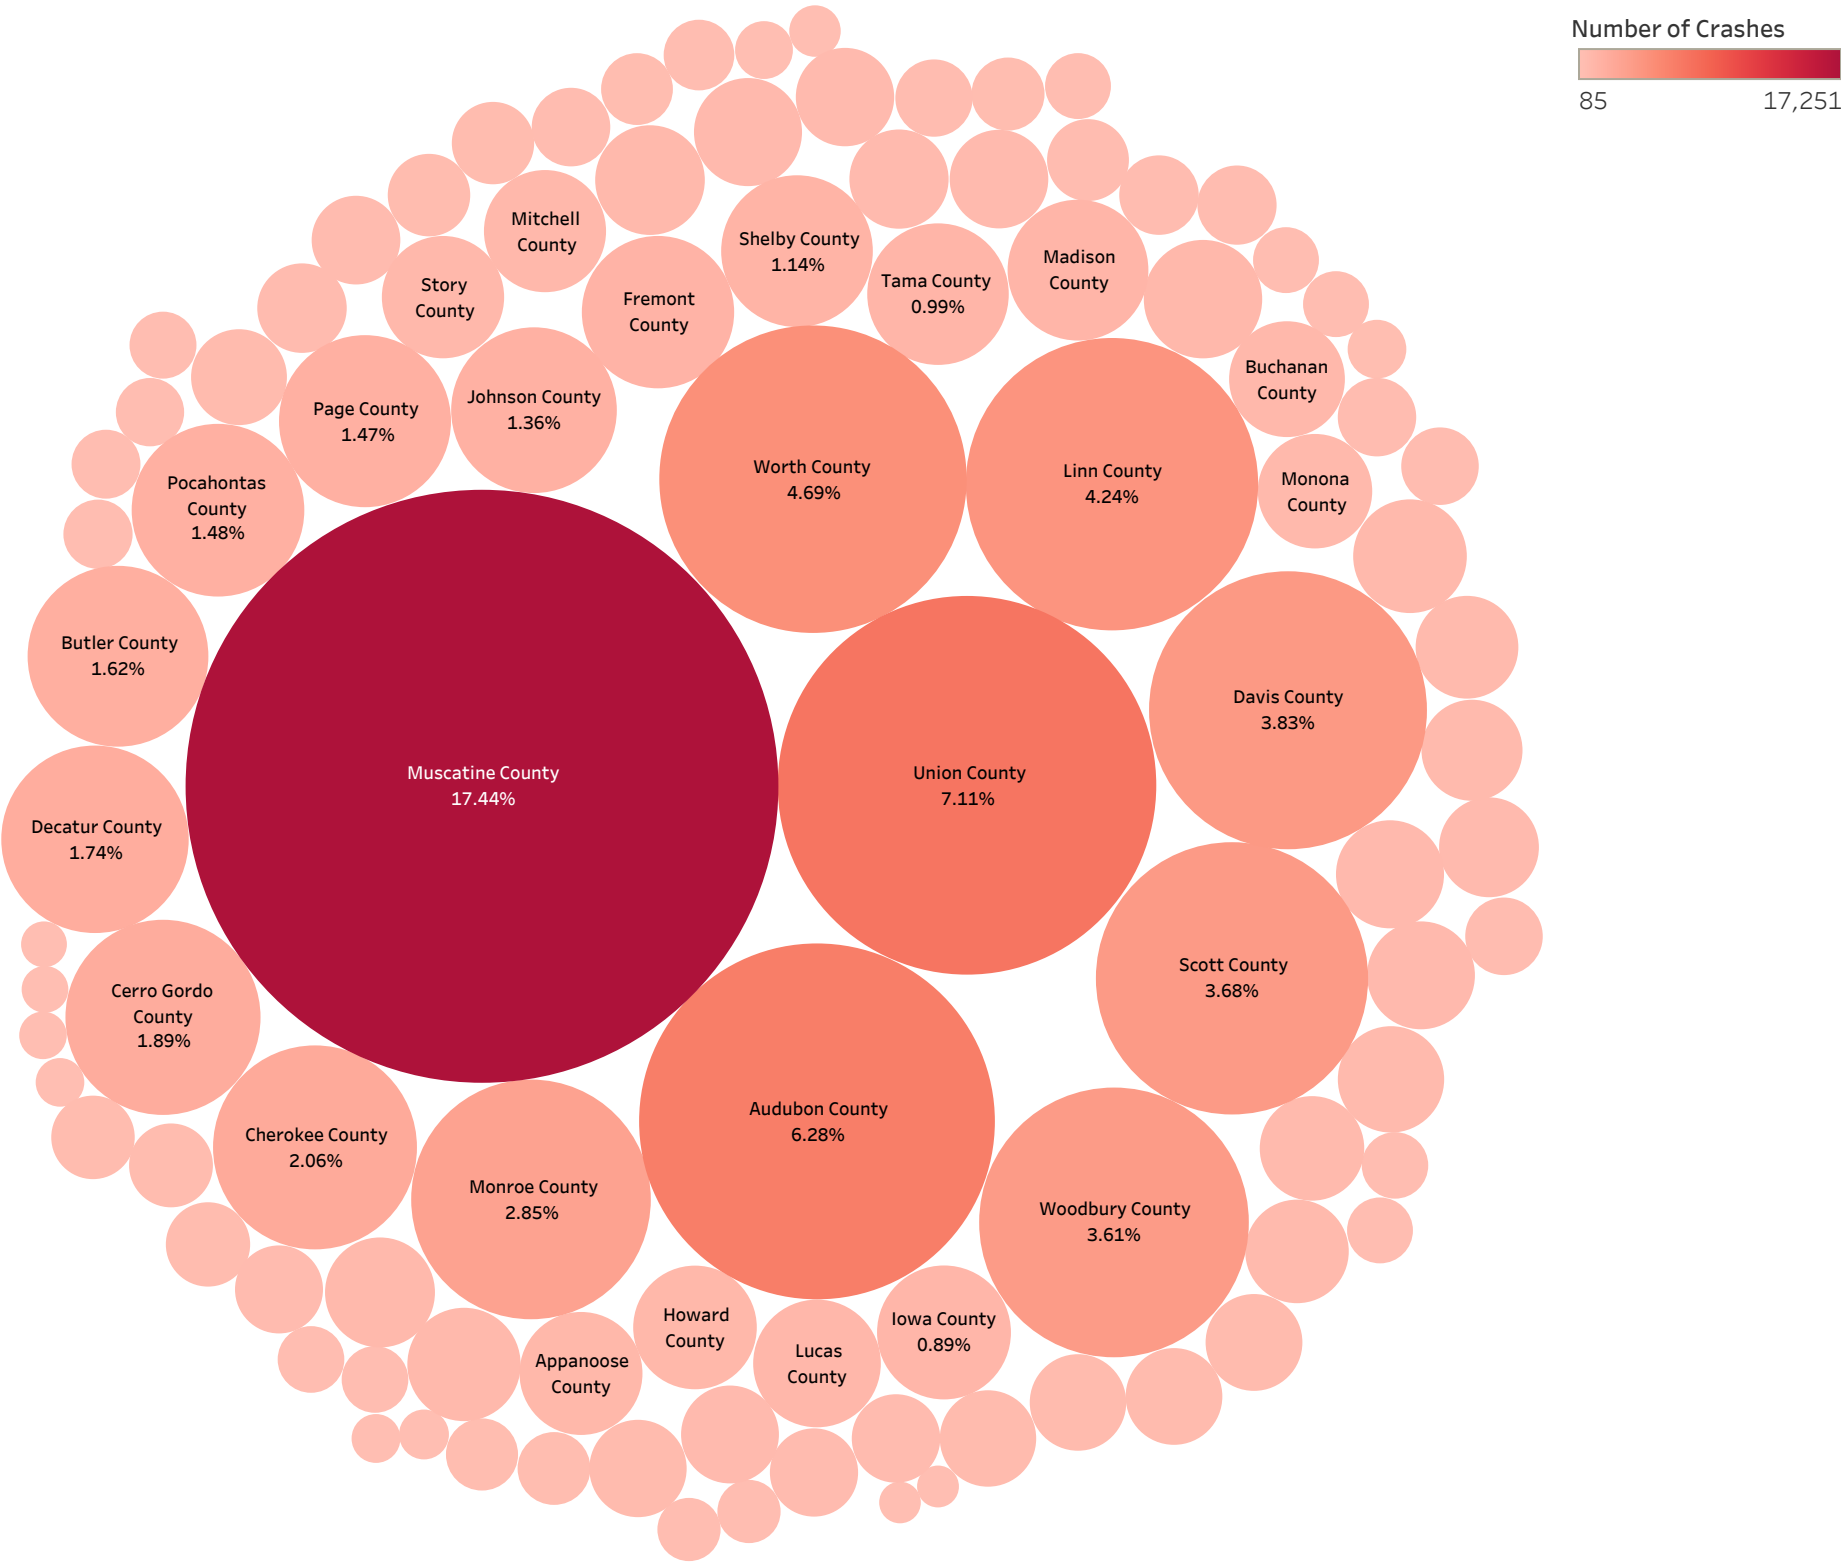 Number of Crashes
85
17,251
Mitchell
County
Shelby County
1.14%
Tama County
0.99%
Madison
County
Story
County
Fremont
County
Buchanan
County
Page County
1.47%
Johnson County
1.36%
Worth County
4.69%
Linn County
4.24%
Monona
County
Pocahontas
County
1.48%
Butler County
1.62%
Davis County
3.83%
Muscatine County
17.44%
Union County
7.11%
Decatur County
1.74%
Cerro Gordo
County
1.89%
Scott County
3.68%
Cherokee County
2.06%
Audubon County
6.28%
Monroe County
2.85%
Woodbury County
3.61%
Howard
County
Iowa County
0.89%
Lucas
County
Appanoose
County